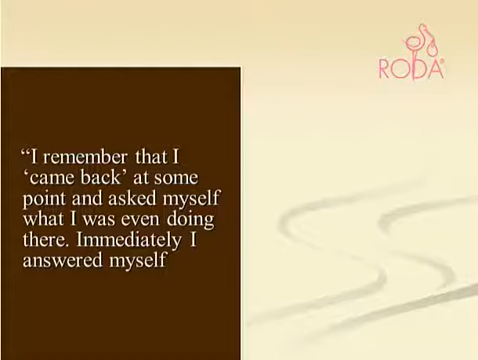 RODA®
“I remember that I
‘came back’ at some
point and asked myself
what I was even doing
there. Immediately I
answered myself